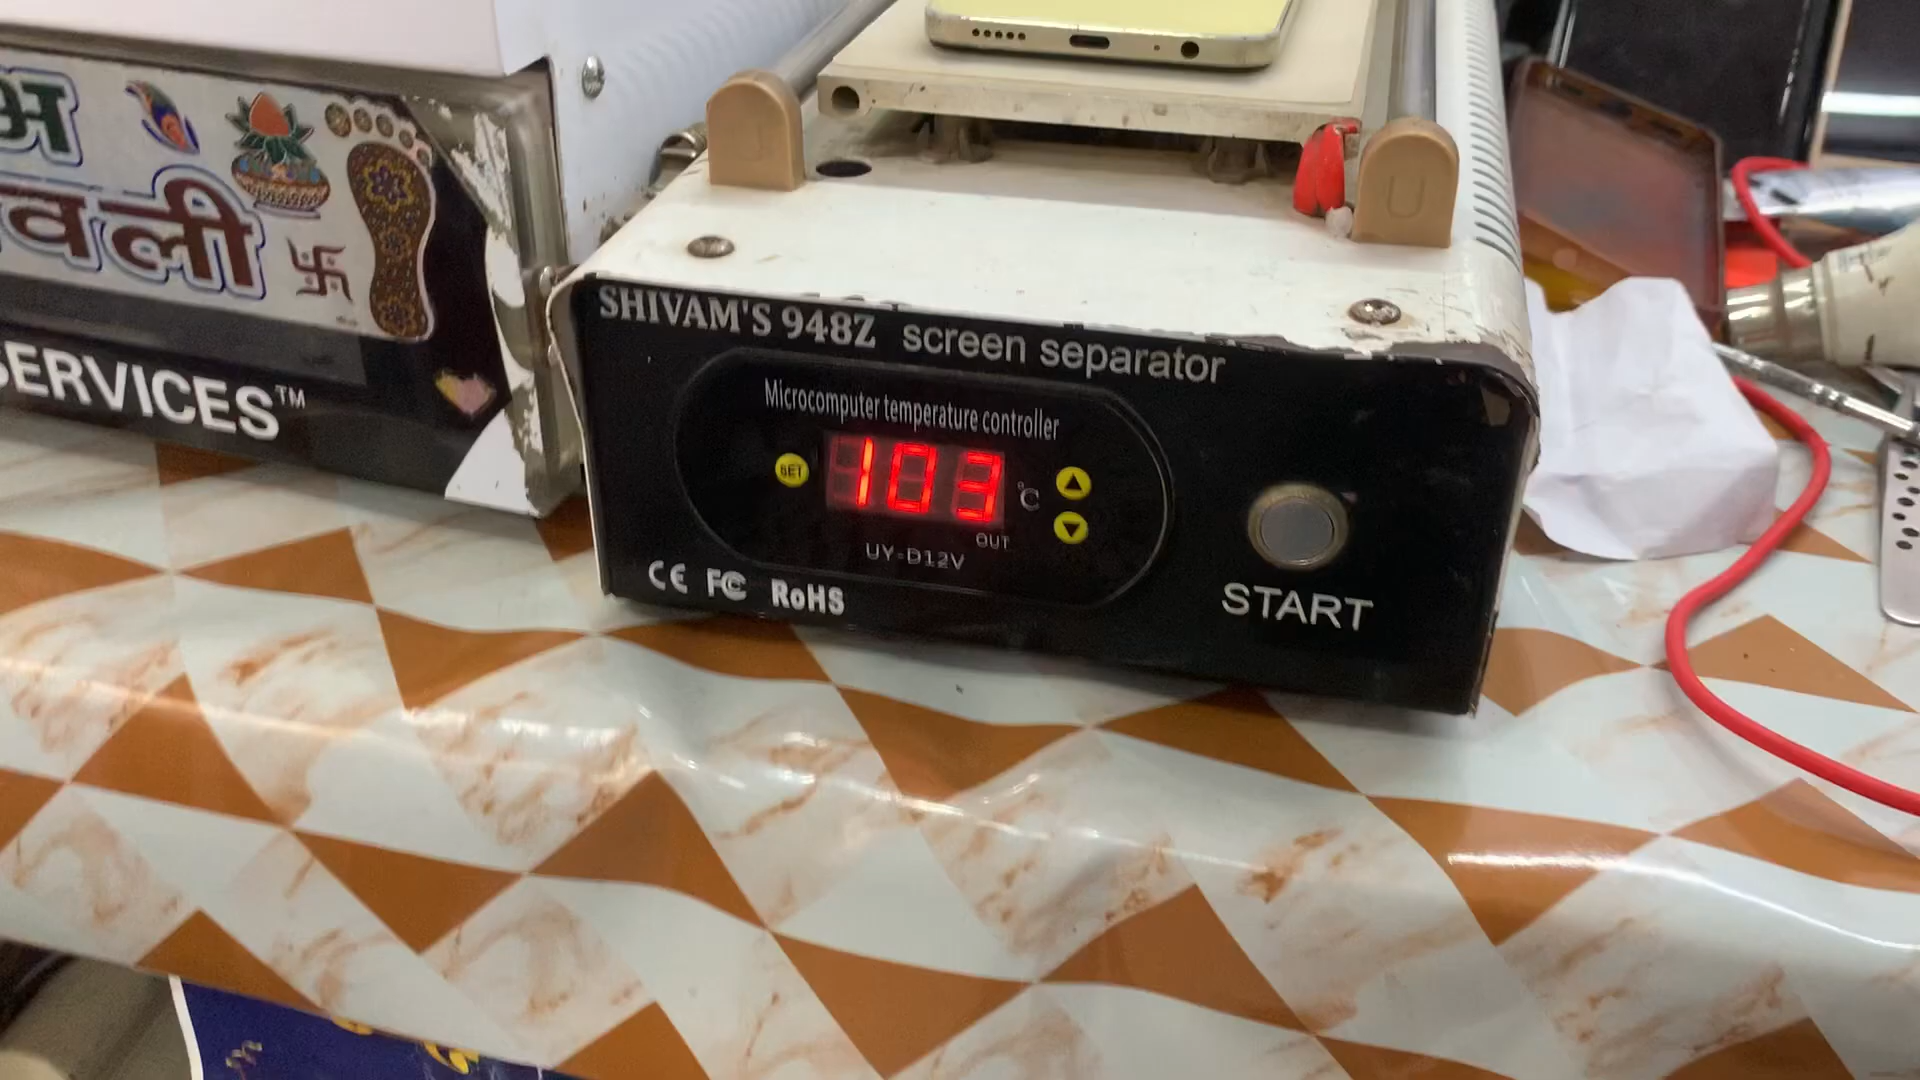 वली
SERVICES™
SHIVAM'S 948Z screen separator
Microcomputer temperature controller
SET
103
°C
OUT
UY-D12V
CE FC RoHS
START